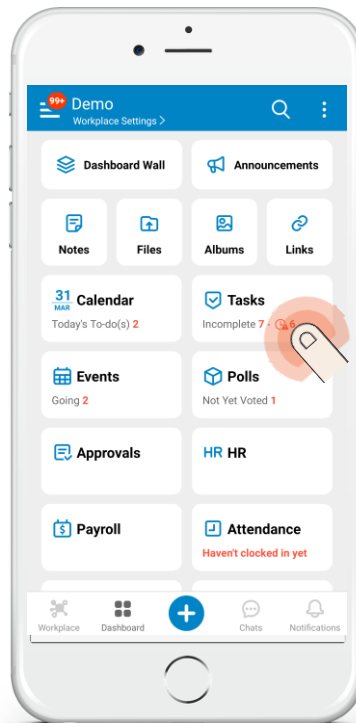 99+
Demo
Workplace Settings >
Dashboard Wall
Announcements
Notes
Files
Albums
Links
31
MAR
Calendar
Today's To-do(s) 2
Tasks
Incomplete 7 - 6
Events
Going 2
Polls
Not Yet Voted 1
Approvals
HR HR
$ Payroll
Attendance
Haven't clocked in yet
Workplace
Dashboard
Chats
Notifications